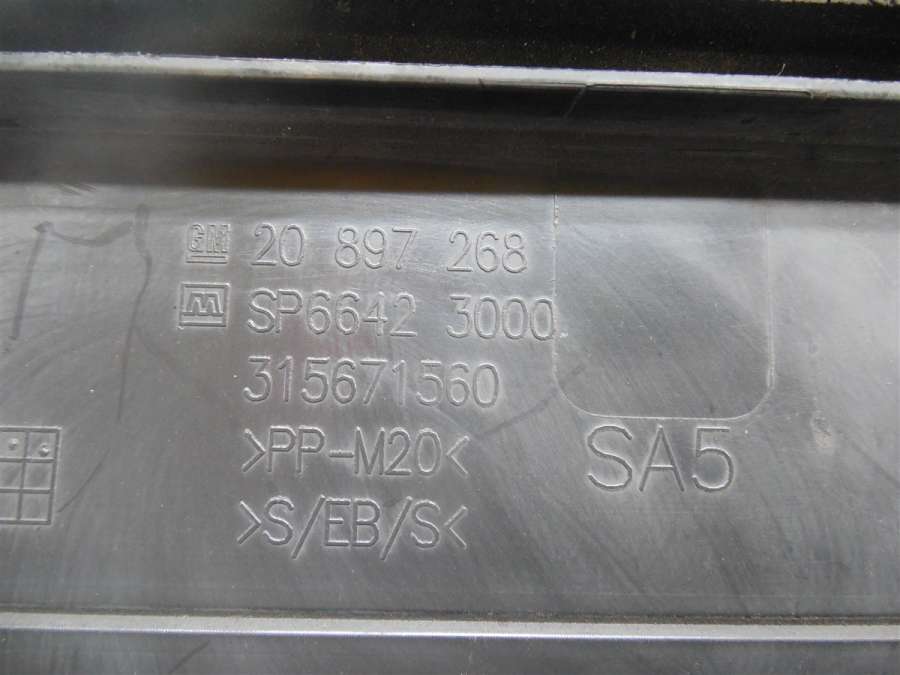 GM 20 897 268
SP6642 3000
315671560
>PP-M20<
>S/EB/S<
SA5